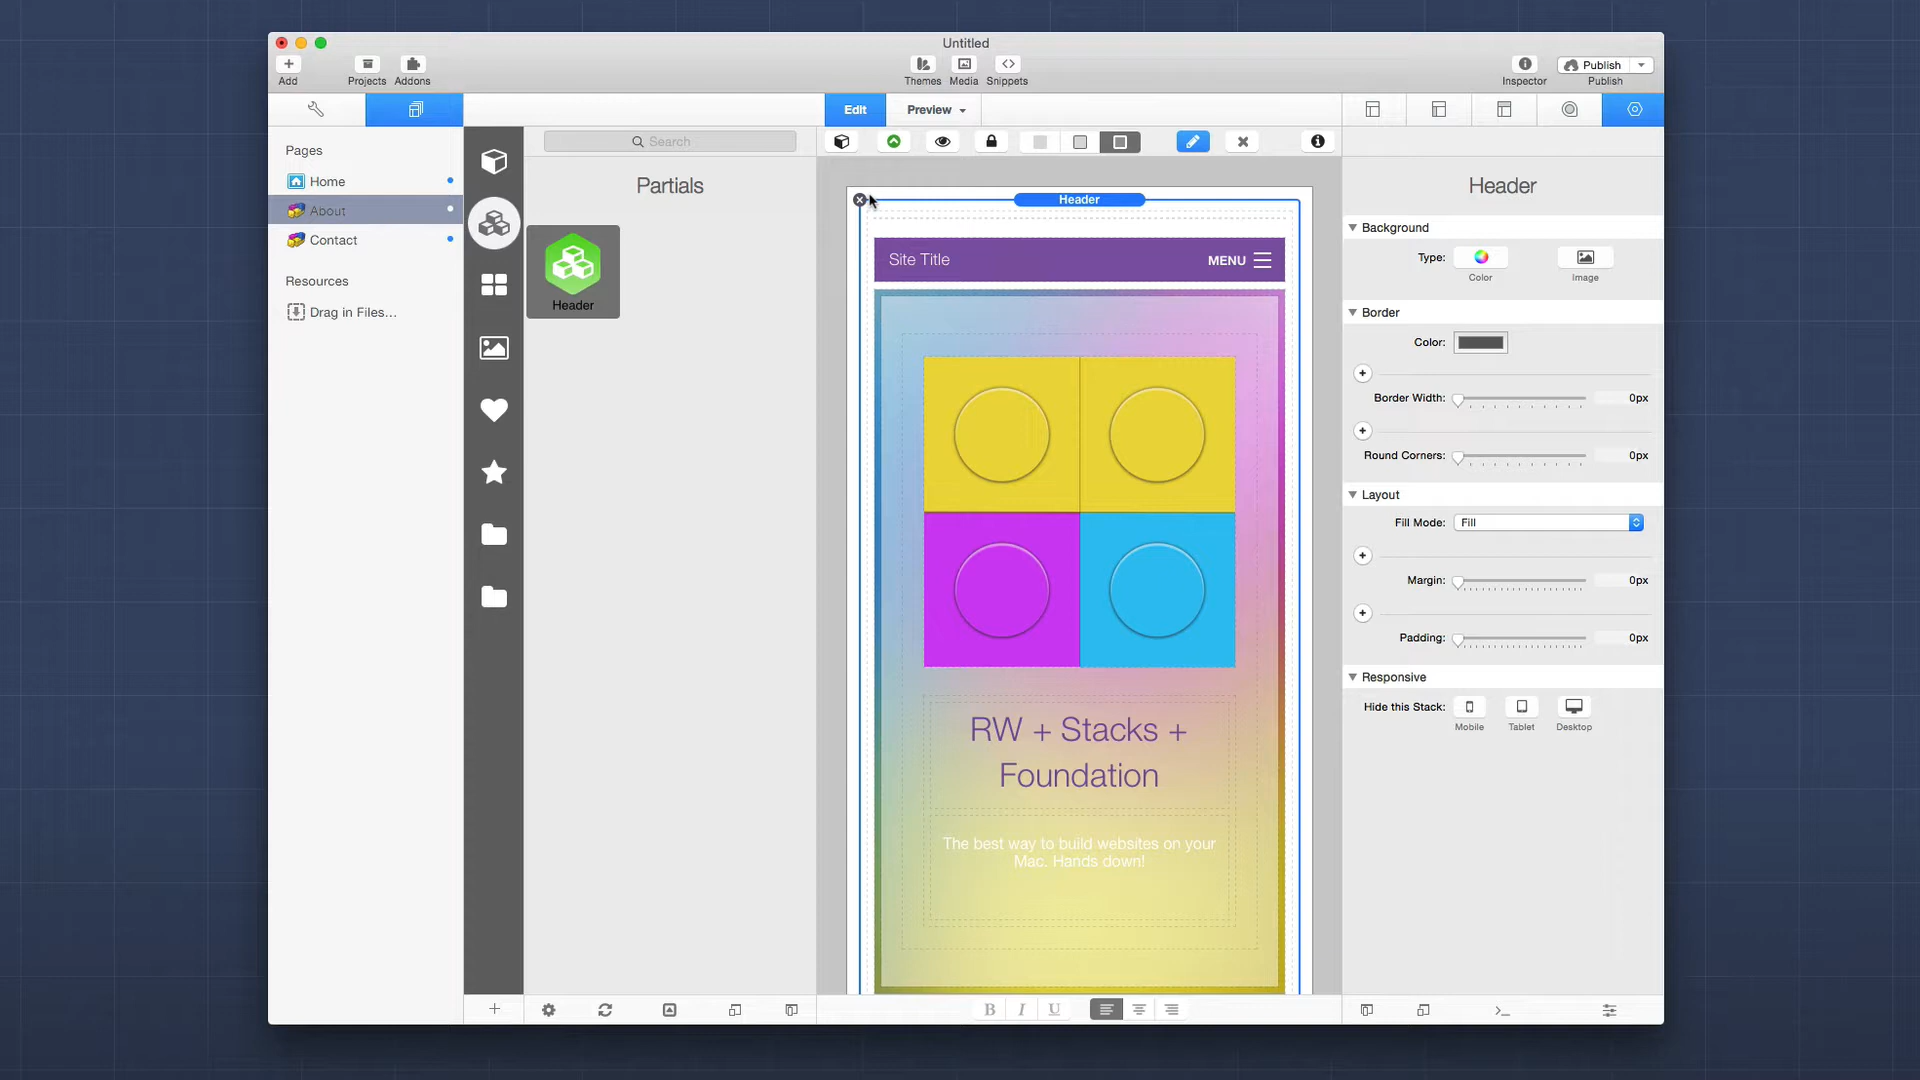 Untitled
Add
Projects
Addons
Themes
Media
Snippets
Inspector
Publish
Publish
Edit
Preview
Pages
Home
About
Contact
Resources
Drag in Files...
Search
Partials
Header
Header
Site Title
MENU
RW + Stacks +
Foundation
The best way to build websites on your
Mac. Hands down!
B I U
Header
Background
Type:
Color
Image
Border
Color:
Border Width: 0px
Round Corners: 0px
Layout
Fill Mode: Fill
Margin: 0px
Padding: 0px
Responsive
Hide this Stack:
Mobile
Tablet
Desktop